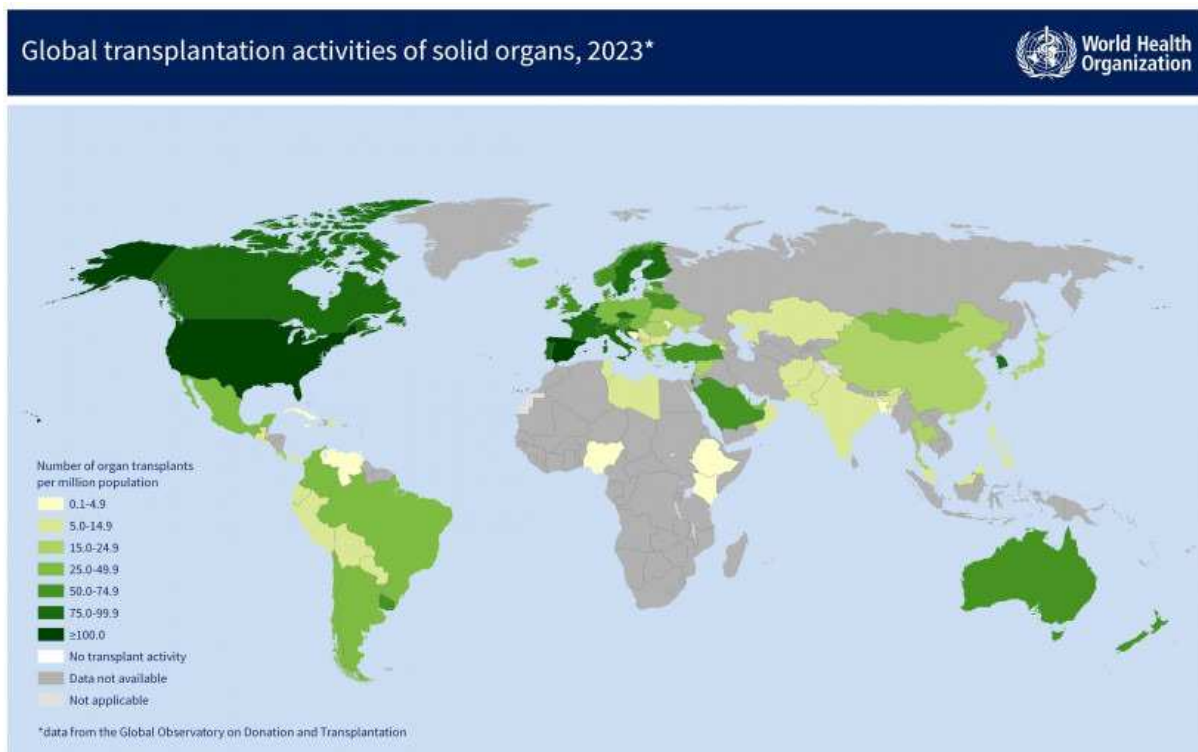 Global transplantation activities of solid organs, 2023*
World Health
Organization
Number of organ transplants
per million population
0.1-4.9
5.0-14.9
15.0-24.9
25.0-49.9
50.0-74.9
75.0-99.9
≥100.0
No transplant activity
Data not available
Not applicable
*data from the Global Observatory on Donation and Transplantation